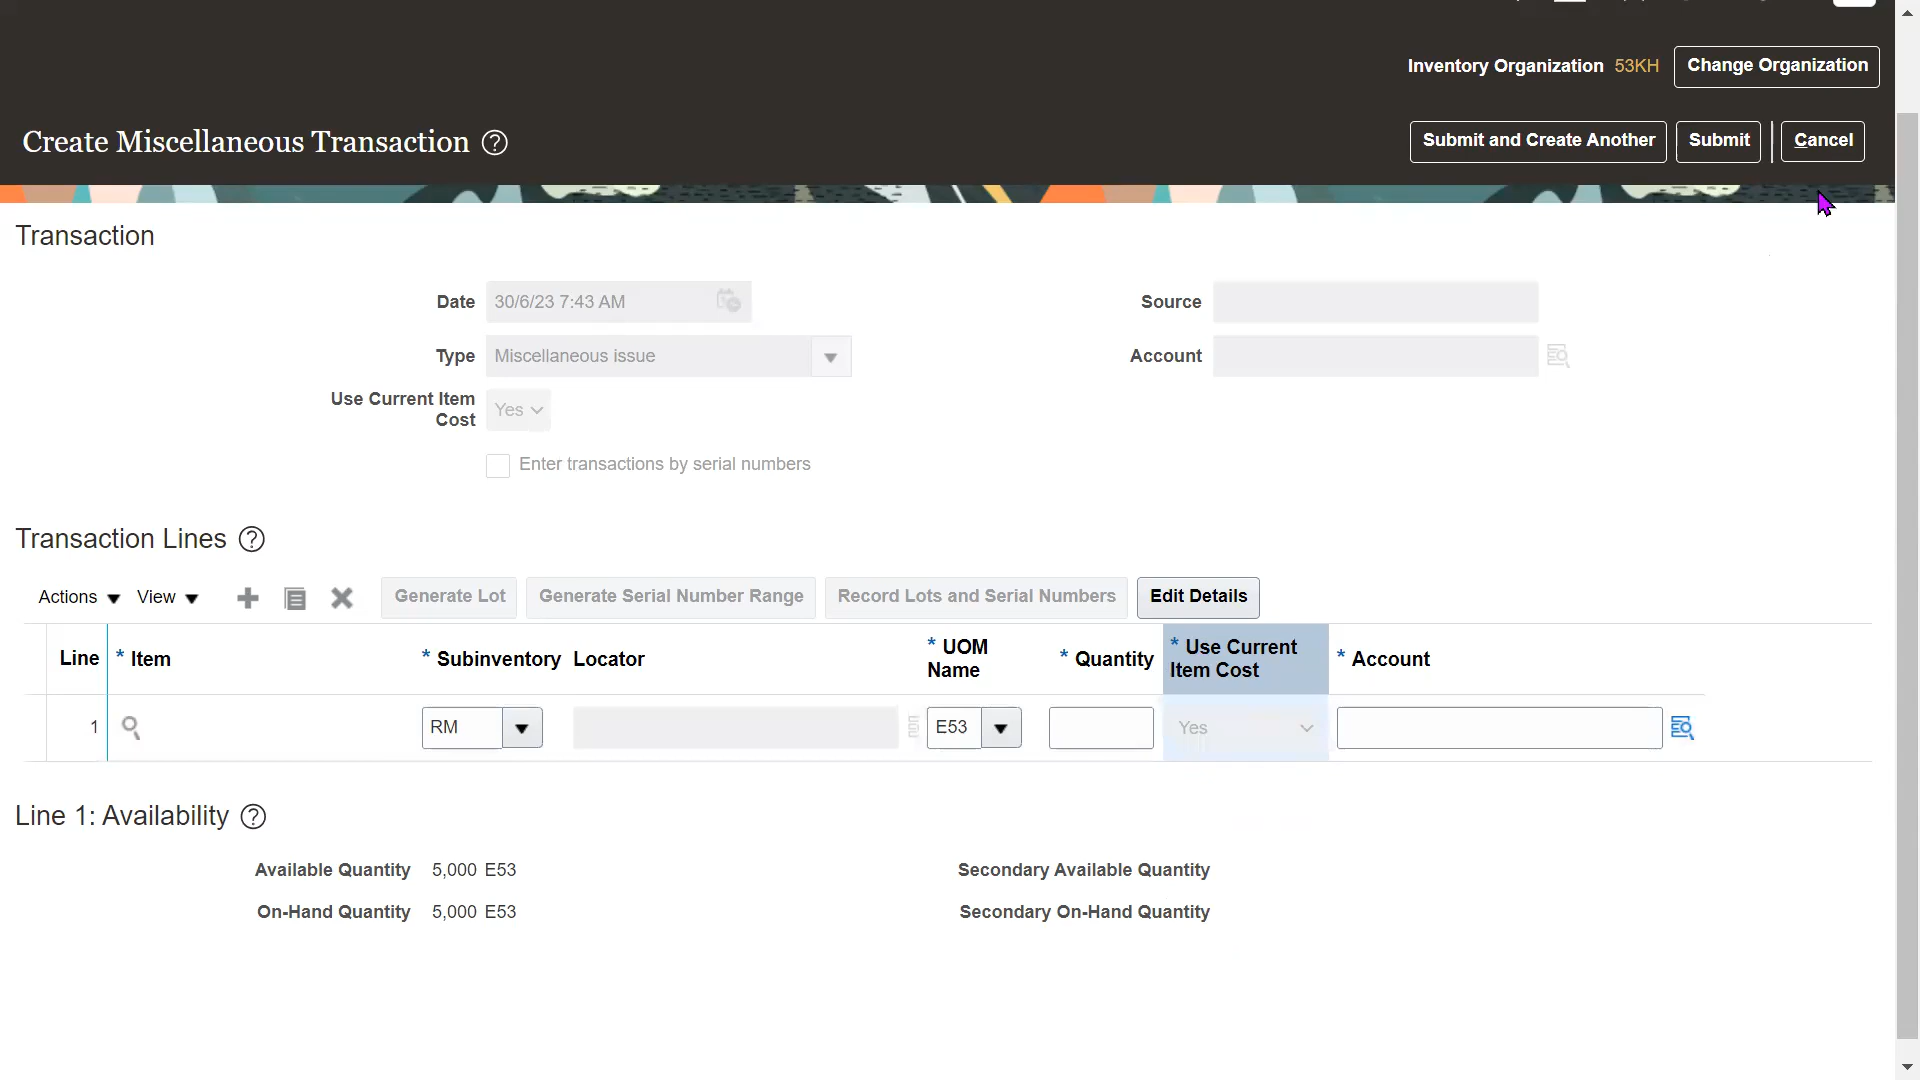 Inventory Organization 53KH Change Organization
Create Miscellaneous Transaction ?
Submit and Create Another Submit Cancel
Transaction
Date 30/6/23 7:43 AM Source
Type Miscellaneous issue Account
Use Current Item
Cost Yes
Enter transactions by serial numbers
Transaction Lines ?
Actions View Generate Lot Generate Serial Number Range Record Lots and Serial Numbers Edit Details
Line * Item * Subinventory Locator * UOM Name * Quantity * Use Current Item Cost * Account
1 RM E53 Yes
Line 1: Availability ?
Available Quantity 5,000 E53 Secondary Available Quantity
On-Hand Quantity 5,000 E53 Secondary On-Hand Quantity